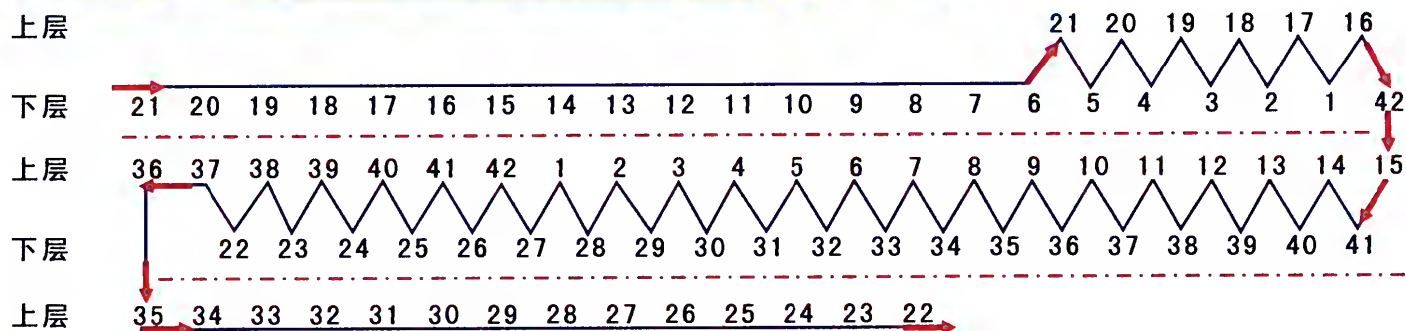 上层 21 20 19 18 17 16
下层 21 20 19 18 17 16 15 14 13 12 11 10 9 8 7 6 5 4 3 2 1 42
上层 36 37 38 39 40 41 42 1 2 3 4 5 6 7 8 9 10 11 12 13 14 15
下层 22 23 24 25 26 27 28 29 30 31 32 33 34 35 36 37 38 39 40 41
上层 35 34 33 32 31 30 29 28 27 26 25 24 23 22